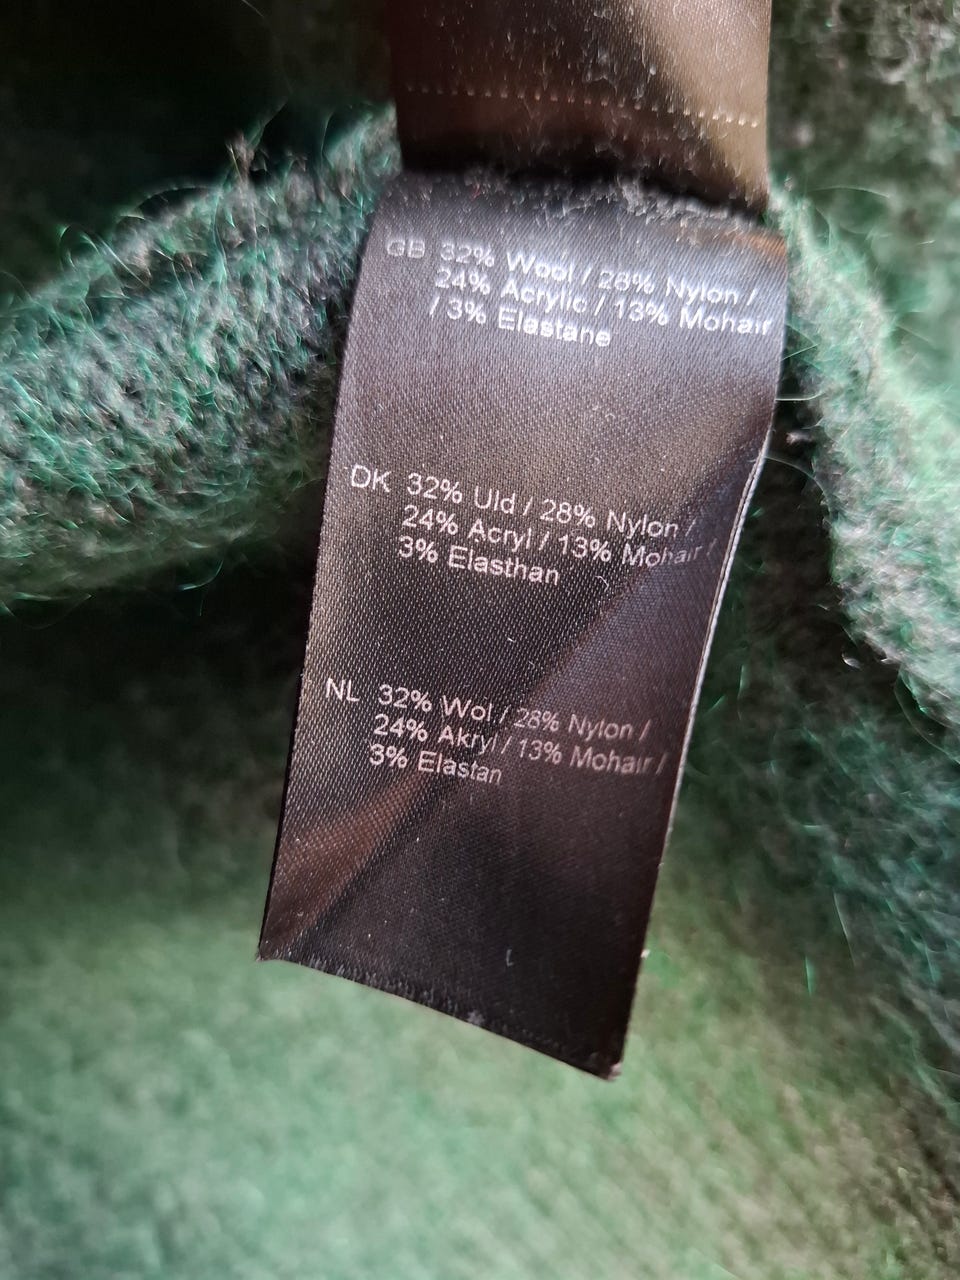 GB 32% Wool / 28% Nylon /
24% Acrylic / 13% Mohair
/ 3% Elastane
DK 32% Uld / 28% Nylon /
24% Acryl / 13% Mohair /
3% Elasthan
NL 32% Wol / 28% Nylon /
24% Akryl / 13% Mohair /
3% Elastan